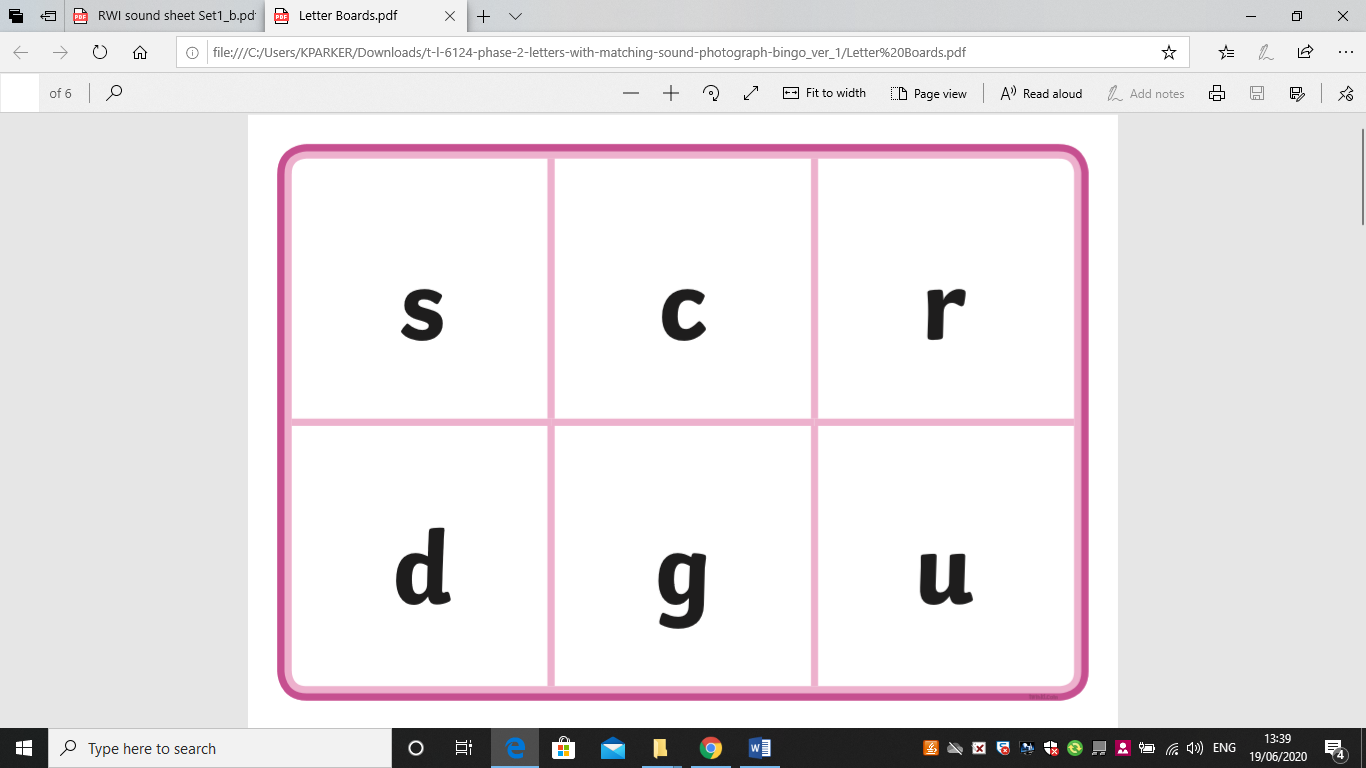 RWI sound sheet Set1_b.pd
Letter Boards.pdf
file:///C:/Users/KPARKER/Downloads/t-l-6124-phase-2-letters-with-matching-sound-photograph-bingo_ver_1/Letter%20Boards.pdf
of 6
Fit to width
Page view
Read aloud
Add notes
s c r
d g u
Type here to search
ENG
13:39
19/06/2020
4